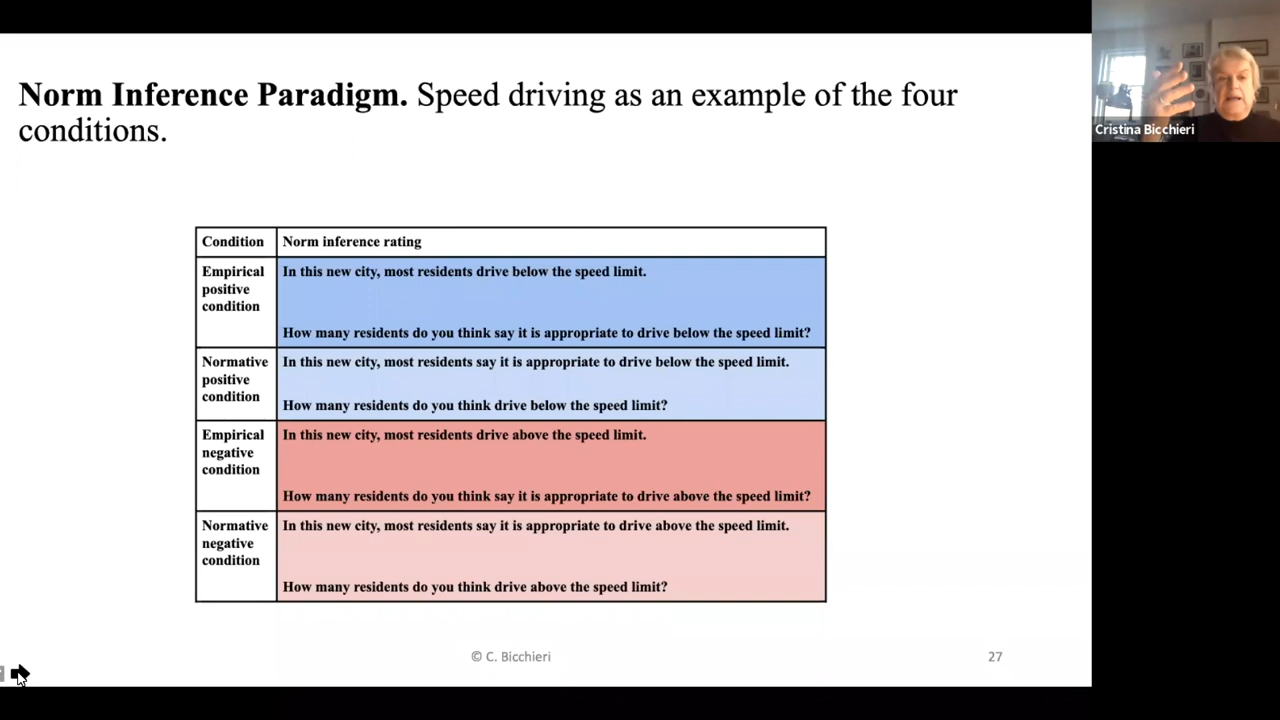 Norm Inference Paradigm. Speed driving as an example of the four
conditions.
Cristina Bicchieri
Condition
Norm inference rating
Empirical
positive
condition
In this new city, most residents drive below the speed limit.
How many residents do you think say it is appropriate to drive below the speed limit?
Normative
positive
condition
In this new city, most residents say it is appropriate to drive below the speed limit.
How many residents do you think drive below the speed limit?
Empirical
negative
condition
In this new city, most residents drive above the speed limit.
How many residents do you think say it is appropriate to drive above the speed limit?
Normative
negative
condition
In this new city, most residents say it is appropriate to drive above the speed limit.
How many residents do you think drive above the speed limit?
© C. Bicchieri
27